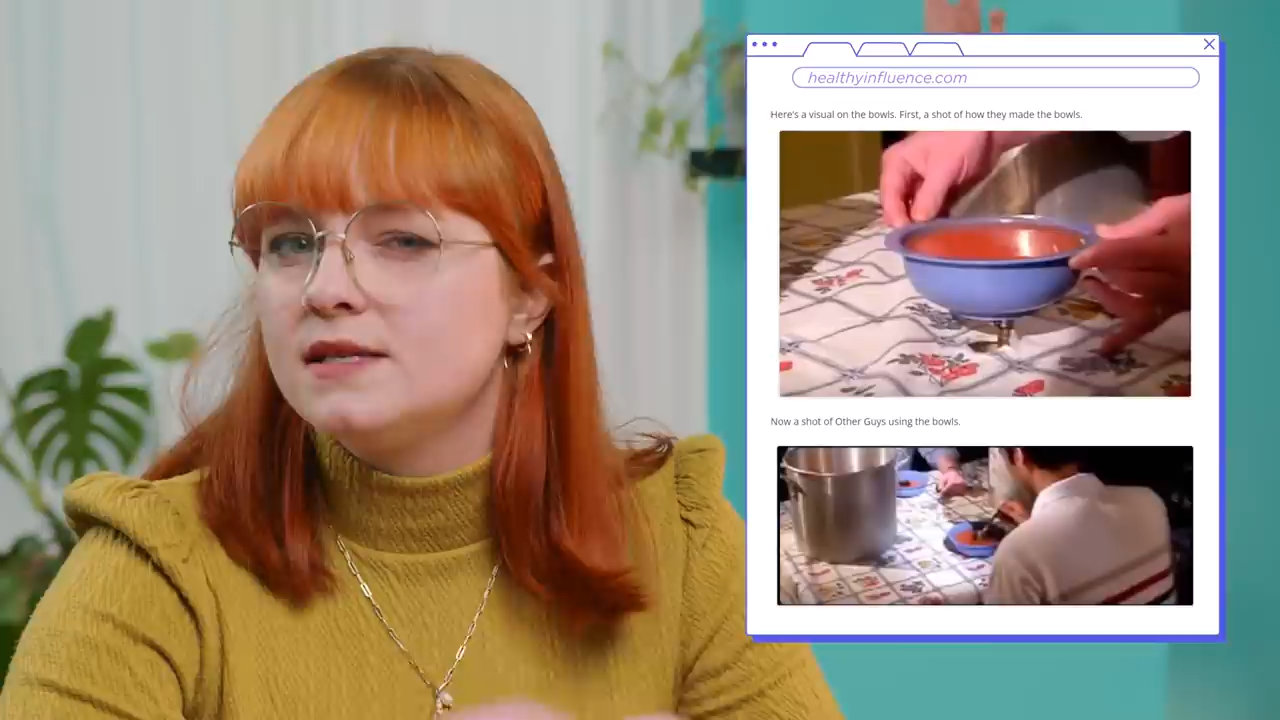 healthyinfluence.com
Here's a visual on the bowls. First, a shot of how they made the bowls.
Now a shot of Other Guys using the bowls.